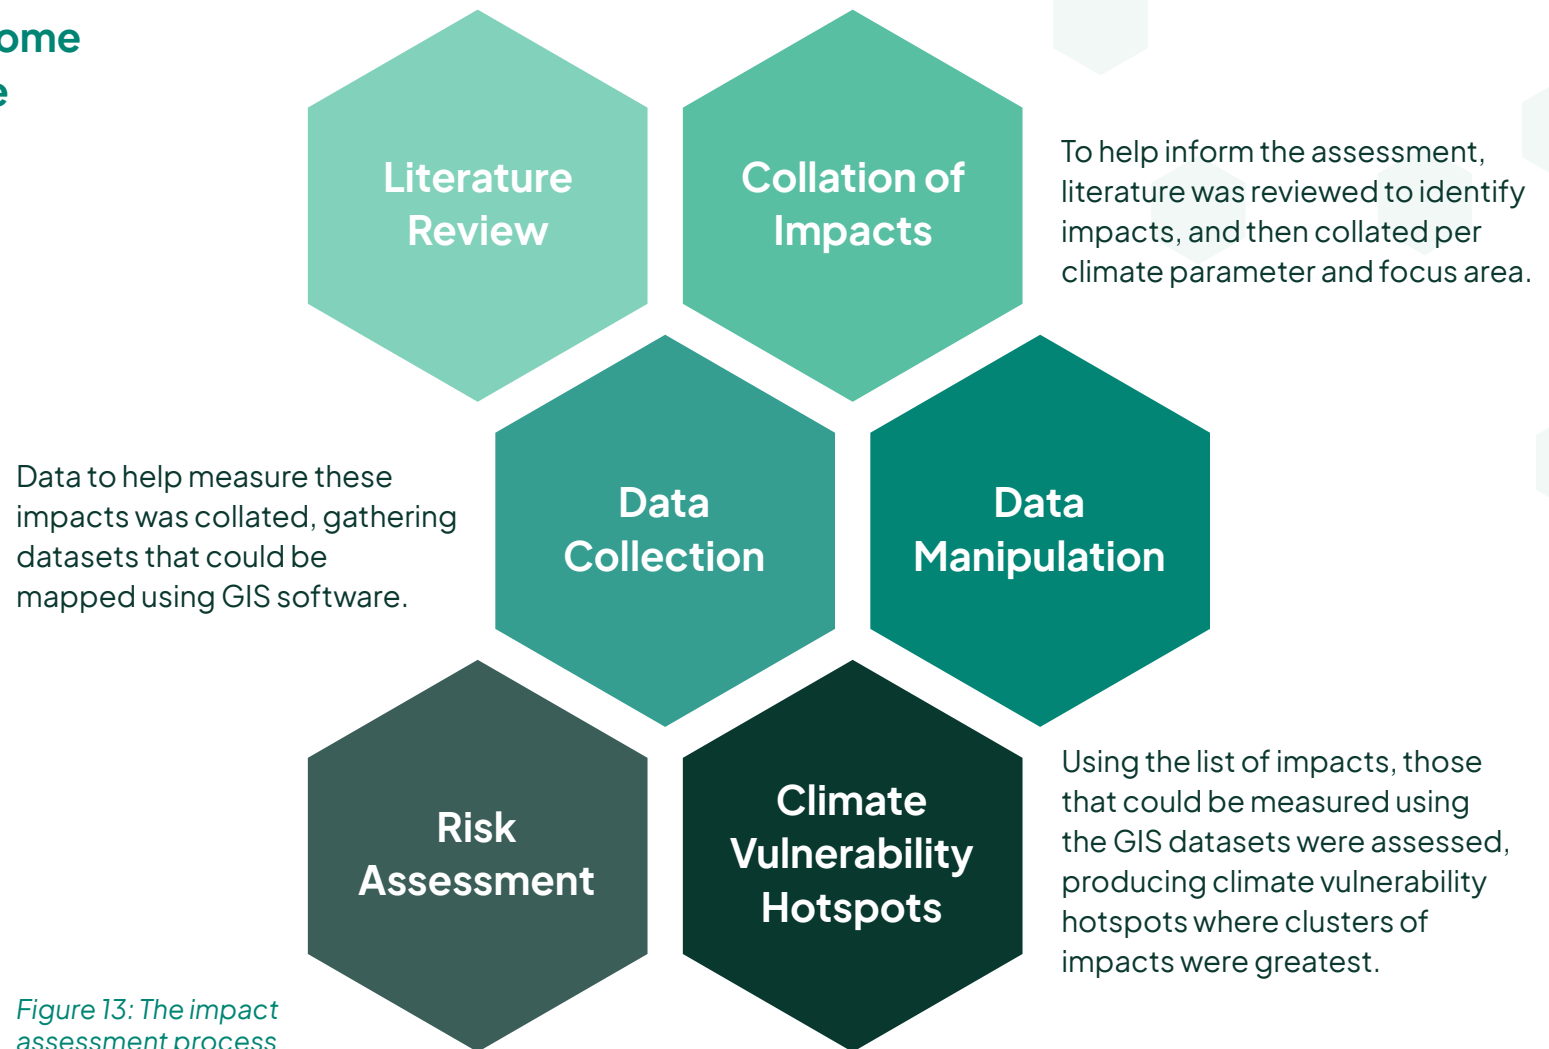 ome
e
Literature
Review
Collation of
Impacts
To help inform the assessment,
literature was reviewed to identify
impacts, and then collated per
climate parameter and focus area.
Data to help measure these
impacts was collated, gathering
datasets that could be
mapped using GIS software.
Data
Collection
Data
Manipulation
Risk
Assessment
Climate
Vulnerability
Hotspots
Using the list of impacts, those
that could be measured using
the GIS datasets were assessed,
producing climate vulnerability
hotspots where clusters of
impacts were greatest.
Figure 13: The impact
assessment process